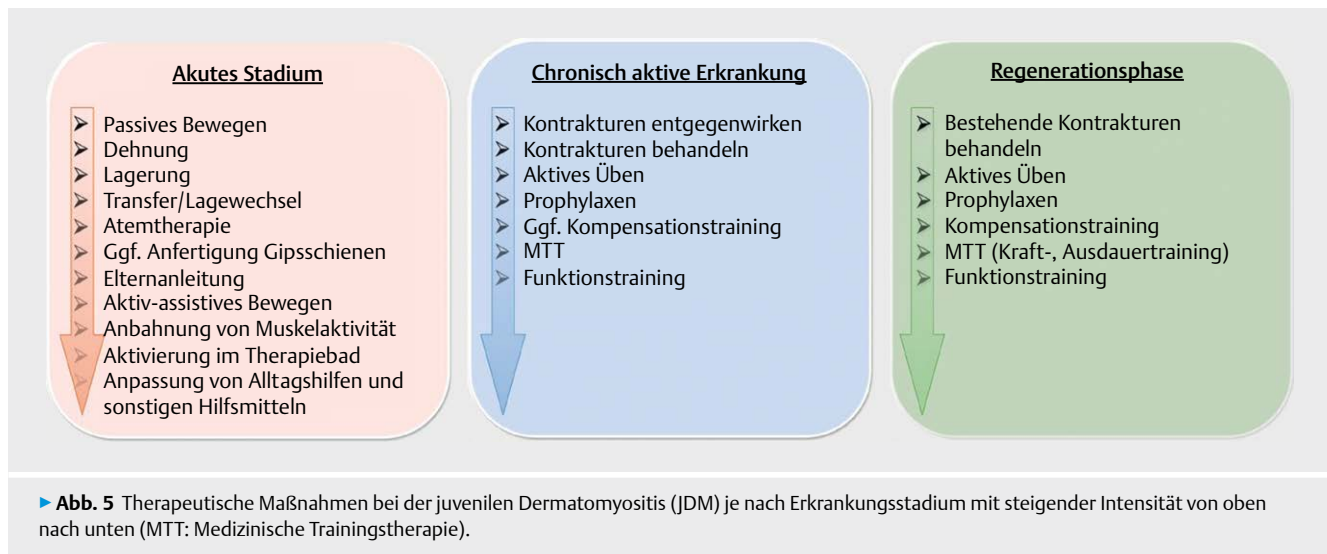 Akutes Stadium
➤ Passives Bewegen
➤ Dehnung
➤ Lagerung
➤ Transfer/Lagewechsel
➤ Atemtherapie
➤ Ggf. Anfertigung Gipsschienen
➤ Elternanleitung
➤ Aktiv-assistives Bewegen
➤ Anbahnung von Muskelaktivität
➤ Aktivierung im Therapiebad
➤ Anpassung von Alltagshilfen und
sonstigen Hilfsmitteln
Chronisch aktive Erkrankung
➤ Kontrakturen entgegenwirken
➤ Kontrakturen behandeln
➤ Aktives Üben
➤ Prophylaxen
➤ Ggf. Kompensationstraining
➤ MTT
➤ Funktionstraining
Regenerationsphase
➤ Bestehende Kontrakturen
behandeln
➤ Aktives Üben
➤ Prophylaxen
➤ Kompensationstraining
➤ MTT (Kraft-, Ausdauertraining)
➤ Funktionstraining
► Abb. 5 Therapeutische Maßnahmen bei der juvenilen Dermatomyositis (JDM) je nach Erkrankungsstadium mit steigender Intensität von oben
nach unten (MTT: Medizinische Trainingstherapie).